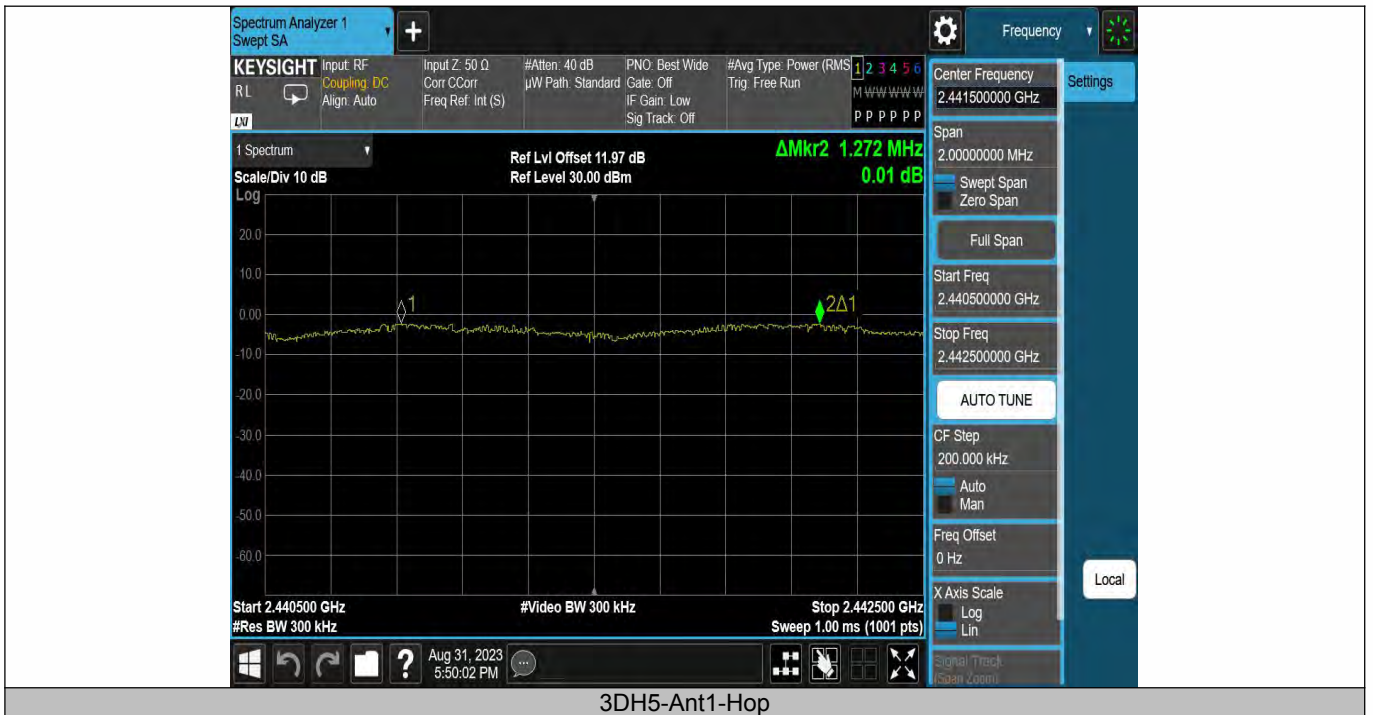 Spectrum Analyzer 1
Swept SA
+
Frequency
KEYSIGHT
RL
LXI
Input: RF
Coupling: DC
Align: Auto
Input Z: 50 Ω
Corr CCorr
Freq Ref: Int (S)
#Atten: 40 dB
µW Path: Standard
PNO: Best Wide
Gate: Off
IF Gain: Low
Sig Track: Off
#Avg Type: Power (RMS
Trig: Free Run
1 2 3 4 5 6
M W W W W W
P P P P P P
1 Spectrum
Scale/Div 10 dB
Log
Ref Lvl Offset 11.97 dB
Ref Level 30.00 dBm
ΔMkr2 1.272 MHz
0.01 dB
20.0
10.0
0.00
-10.0
-20.0
-30.0
-40.0
-50.0
-60.0
1
2Δ1
Start 2.440500 GHz
#Res BW 300 kHz
#Video BW 300 kHz
Stop 2.442500 GHz
Sweep 1.00 ms (1001 pts)
Center Frequency
2.441500000 GHz
Settings
Span
2.00000000 MHz
Swept Span
Zero Span
Full Span
Start Freq
2.440500000 GHz
Stop Freq
2.442500000 GHz
AUTO TUNE
CF Step
200.000 kHz
Auto
Man
Freq Offset
0 Hz
X Axis Scale
Log
Lin
Signal Track
(Span Zoom)
Local
?
Aug 31, 2023
5:50:02 PM
3DH5-Ant1-Hop